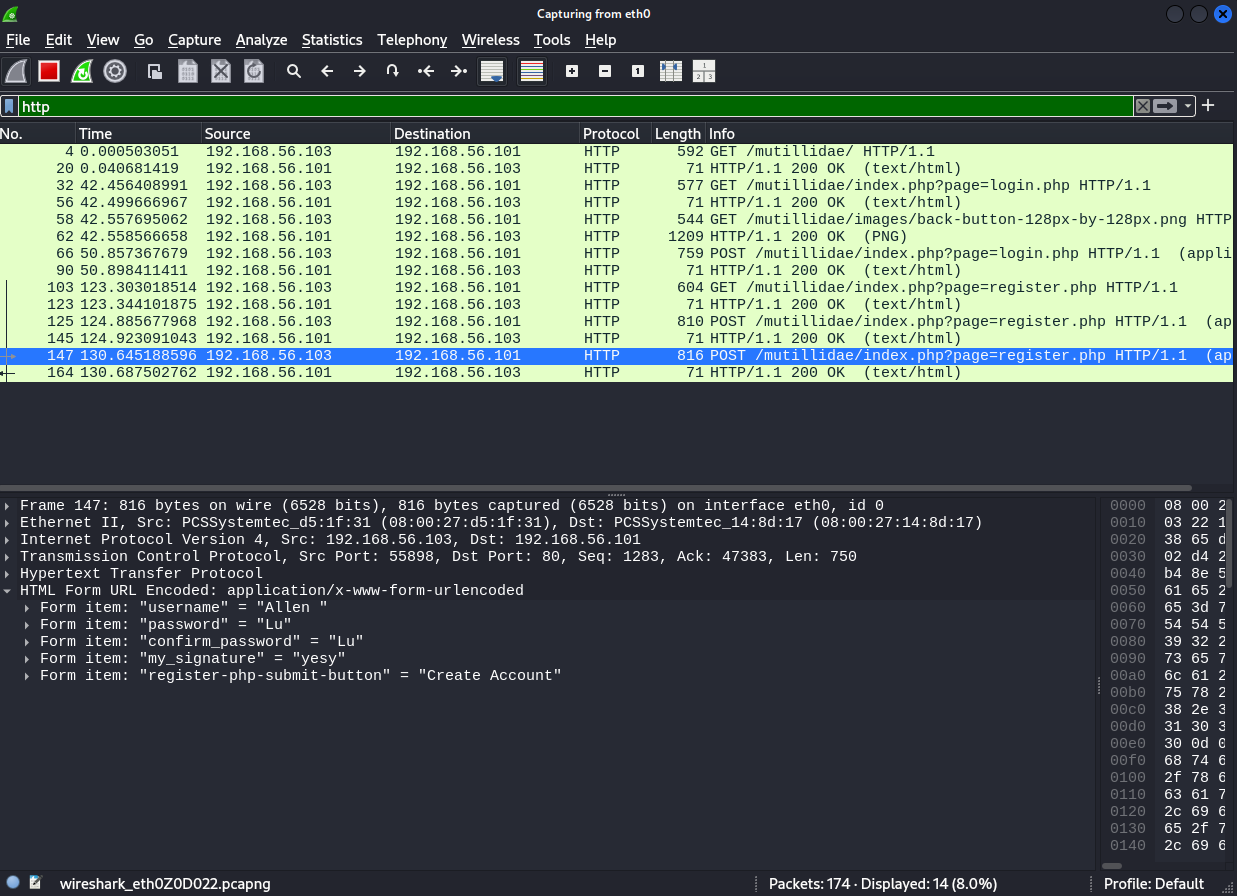 Capturing from eth0
File Edit View Go Capture Analyze Statistics Telephony Wireless Tools Help
http
No. Time Source Destination Protocol Length Info
4 0.000503051 192.168.56.103 192.168.56.101 HTTP 592 GET /mutillidae/ HTTP/1.1
20 0.040681419 192.168.56.101 192.168.56.103 HTTP 71 HTTP/1.1 200 OK (text/html)
32 42.456408991 192.168.56.103 192.168.56.101 HTTP 577 GET /mutillidae/index.php?page=login.php HTTP/1.1
56 42.499666967 192.168.56.101 192.168.56.103 HTTP 71 HTTP/1.1 200 OK (text/html)
58 42.557695062 192.168.56.103 192.168.56.101 HTTP 544 GET /mutillidae/images/back-button-128px-by-128px.png HTTP
62 42.558566658 192.168.56.101 192.168.56.103 HTTP 1209 HTTP/1.1 200 OK (PNG)
66 50.857367679 192.168.56.103 192.168.56.101 HTTP 759 POST /mutillidae/index.php?page=login.php HTTP/1.1 (appli
90 50.898411411 192.168.56.101 192.168.56.103 HTTP 71 HTTP/1.1 200 OK (text/html)
103 123.303018514 192.168.56.103 192.168.56.101 HTTP 604 GET /mutillidae/index.php?page=register.php HTTP/1.1
123 123.344101875 192.168.56.101 192.168.56.103 HTTP 71 HTTP/1.1 200 OK (text/html)
125 124.885677968 192.168.56.103 192.168.56.101 HTTP 810 POST /mutillidae/index.php?page=register.php HTTP/1.1 (ap
145 124.923091043 192.168.56.101 192.168.56.103 HTTP 71 HTTP/1.1 200 OK (text/html)
147 130.645188596 192.168.56.103 192.168.56.101 HTTP 816 POST /mutillidae/index.php?page=register.php HTTP/1.1 (ap
164 130.687502762 192.168.56.101 192.168.56.103 HTTP 71 HTTP/1.1 200 OK (text/html)
Frame 147: 816 bytes on wire (6528 bits), 816 bytes captured (6528 bits) on interface eth0, id 0
Ethernet II, Src: PCSSystemtec_d5:1f:31 (08:00:27:d5:1f:31), Dst: PCSSystemtec_14:8d:17 (08:00:27:14:8d:17)
Internet Protocol Version 4, Src: 192.168.56.103, Dst: 192.168.56.101
Transmission Control Protocol, Src Port: 55898, Dst Port: 80, Seq: 1283, Ack: 47383, Len: 750
Hypertext Transfer Protocol
HTML Form URL Encoded: application/x-www-form-urlencoded
Form item: "username" = "Allen "
Form item: "password" = "Lu"
Form item: "confirm_password" = "Lu"
Form item: "my_signature" = "yesy"
Form item: "register-php-submit-button" = "Create Account"
0000 08 00 2
0010 03 22 1
0020 38 65 d
0030 02 d4 2
0040 b4 8e 5
0050 61 65 2
0060 65 3d 7
0070 54 54 5
0080 39 32 2
0090 73 65 7
00a0 6c 61 2
00b0 75 78 2
00c0 38 2e 3
00d0 31 30 3
00e0 30 0d 0
00f0 68 74 6
0100 2f 78 6
0110 63 61 7
0120 2c 69 6
0130 65 2f 7
0140 2c 69 6
wireshark_eth0Z0D022.pcapng
Packets: 174 · Displayed: 14 (8.0%)
Profile: Default